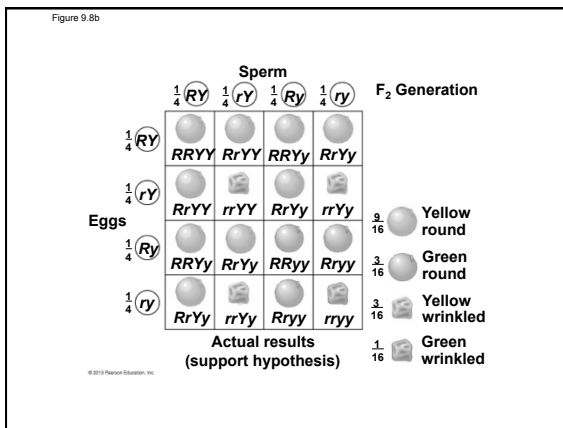 Figure 9.8b
Sperm
1/4 RY 1/4 rY 1/4 Ry 1/4 ry
F₂ Generation
1/4 RY
RRYY RrYY RRYy RrYy
1/4 rY
RrYY rrYY RrYy rrYy
Eggs
1/4 Ry
RRYy RrYy RRyy Rryy
1/4 ry
RrYy rrYy Rryy rryy
9/16 Yellow
round
3/16 Green
round
3/16 Yellow
wrinkled
1/16 Green
wrinkled
Actual results
(support hypothesis)
© 2013 Pearson Education, Inc.